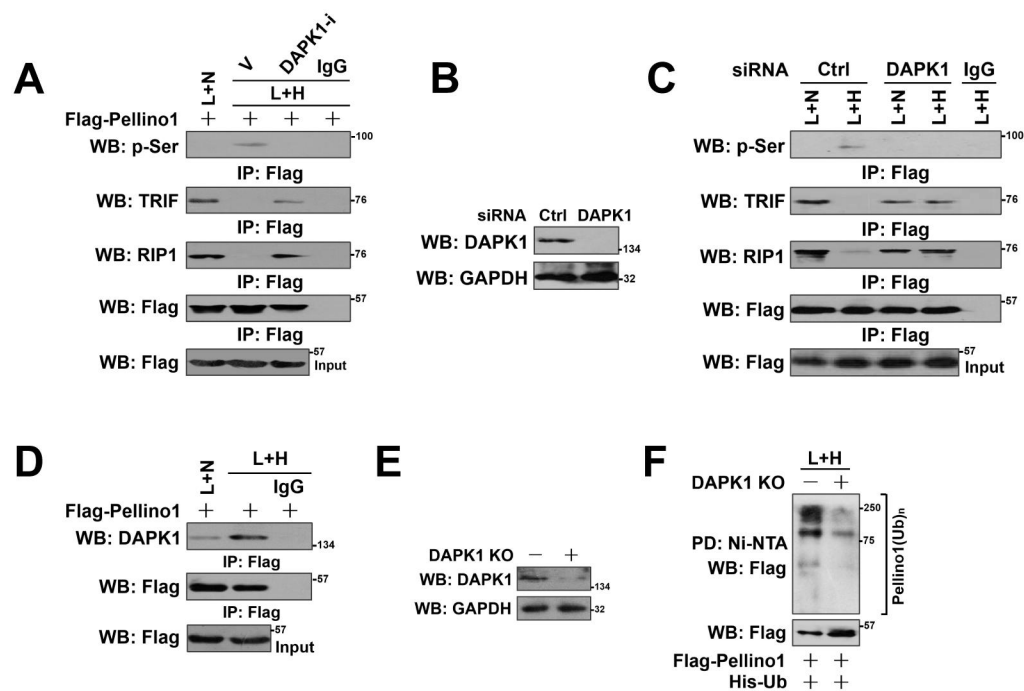 A
L+N
V
DAPK1-i
IgG
L+H
Flag-Pellino1 + + + +
WB: p-Ser -100
IP: Flag
WB: TRIF -76
IP: Flag
WB: RIP1 -76
IP: Flag
WB: Flag -57
IP: Flag
WB: Flag -57 Input
B
siRNA Ctrl DAPK1
WB: DAPK1 134
WB: GAPDH -32
C
siRNA Ctrl DAPK1 IgG
L+N L+H L+N L+H L+H
WB: p-Ser -100
IP: Flag
WB: TRIF -76
IP: Flag
WB: RIP1 -76
IP: Flag
WB: Flag -57
IP: Flag
WB: Flag -57 Input
D
L+N
L+H
IgG
Flag-Pellino1 + + +
WB: DAPK1 134
IP: Flag
WB: Flag -57
IP: Flag
WB: Flag -57 Input
E
DAPK1 KO − +
WB: DAPK1 134
WB: GAPDH -32
F
L+H
DAPK1 KO − +
-250
PD: Ni-NTA
-75
WB: Flag
Pellino1(Ub)n
WB: Flag -57
Flag-Pellino1 + +
His-Ub + +